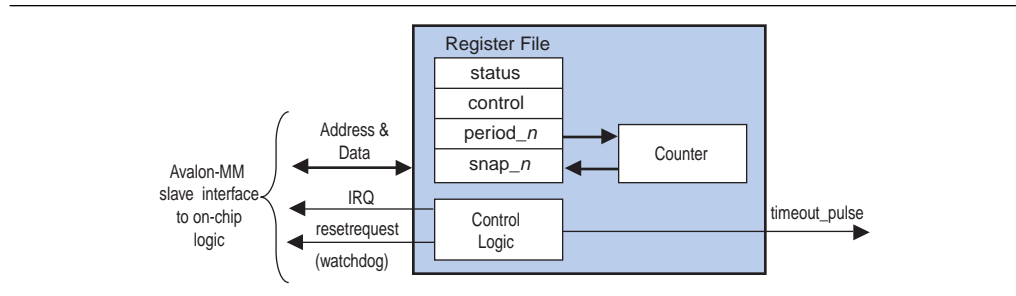 Register File
status
control
period_n
snap_n
Counter
Address &
Data
Avalon-MM
slave interface
to on-chip
logic
IRQ
resetrequest
(watchdog)
Control
Logic
timeout_pulse